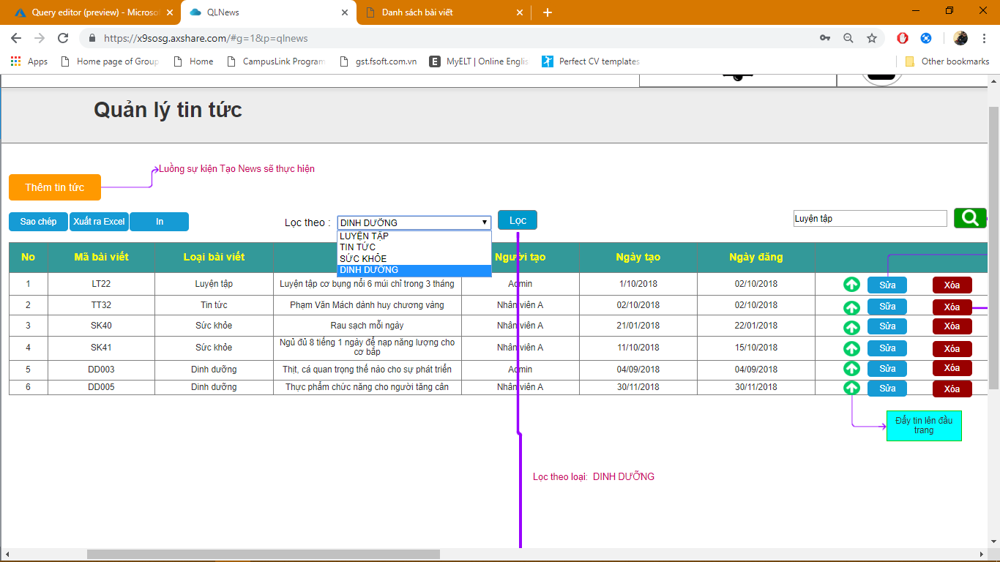 Query editor (preview) - Microso
QLNews
Danh sách bài viết
https://x9sosg.axshare.com/#g=1&p=qlnews
Apps
Home page of Group
Home
CampusLink Program
gst.fsoft.com.vn
E MyELT | Online Englis
Perfect CV templates
Other bookmarks
Quản lý tin tức
Luồng sự kiện Tạo News sẽ thực hiện
Thêm tin tức
Sao chép Xuất ra Excel In
Lọc theo : DINH DƯỠNG Lọc
Luyện tập
LUYỆN TẬP
TIN TỨC
SỨC KHỎE
DINH DƯỠNG
No Mã bài viết Loại bài viết Người tạo Ngày tạo Ngày đăng
1 LT22 Luyện tập Luyện tập cơ bụng nổi 6 múi chỉ trong 3 tháng Admin 1/10/2018 02/10/2018 Sửa Xóa
2 TT32 Tin tức Phạm Văn Mách dảnh huy chương vàng Nhân viên A 02/10/2018 02/10/2018 Sửa Xóa
3 SK40 Sức khỏe Rau sạch mỗi ngày Nhân viên A 21/01/2018 22/01/2018 Sửa Xóa
4 SK41 Sức khỏe Ngủ đủ 8 tiếng 1 ngày để nạp năng lượng cho
cơ bắp Nhân viên A 11/10/2018 15/10/2018 Sửa Xóa
5 DD003 Dinh dưỡng Thịt, cá quan trọng thế nào cho sự phát triển Admin 04/09/2018 04/09/2018 Sửa Xóa
6 DD005 Dinh dưỡng Thực phẩm chức năng cho người tăng cân Nhân viên A 30/11/2018 30/11/2018 Sửa Xóa
Đẩy tin lên đầu
trang
Lọc theo loại: DINH DƯỠNG